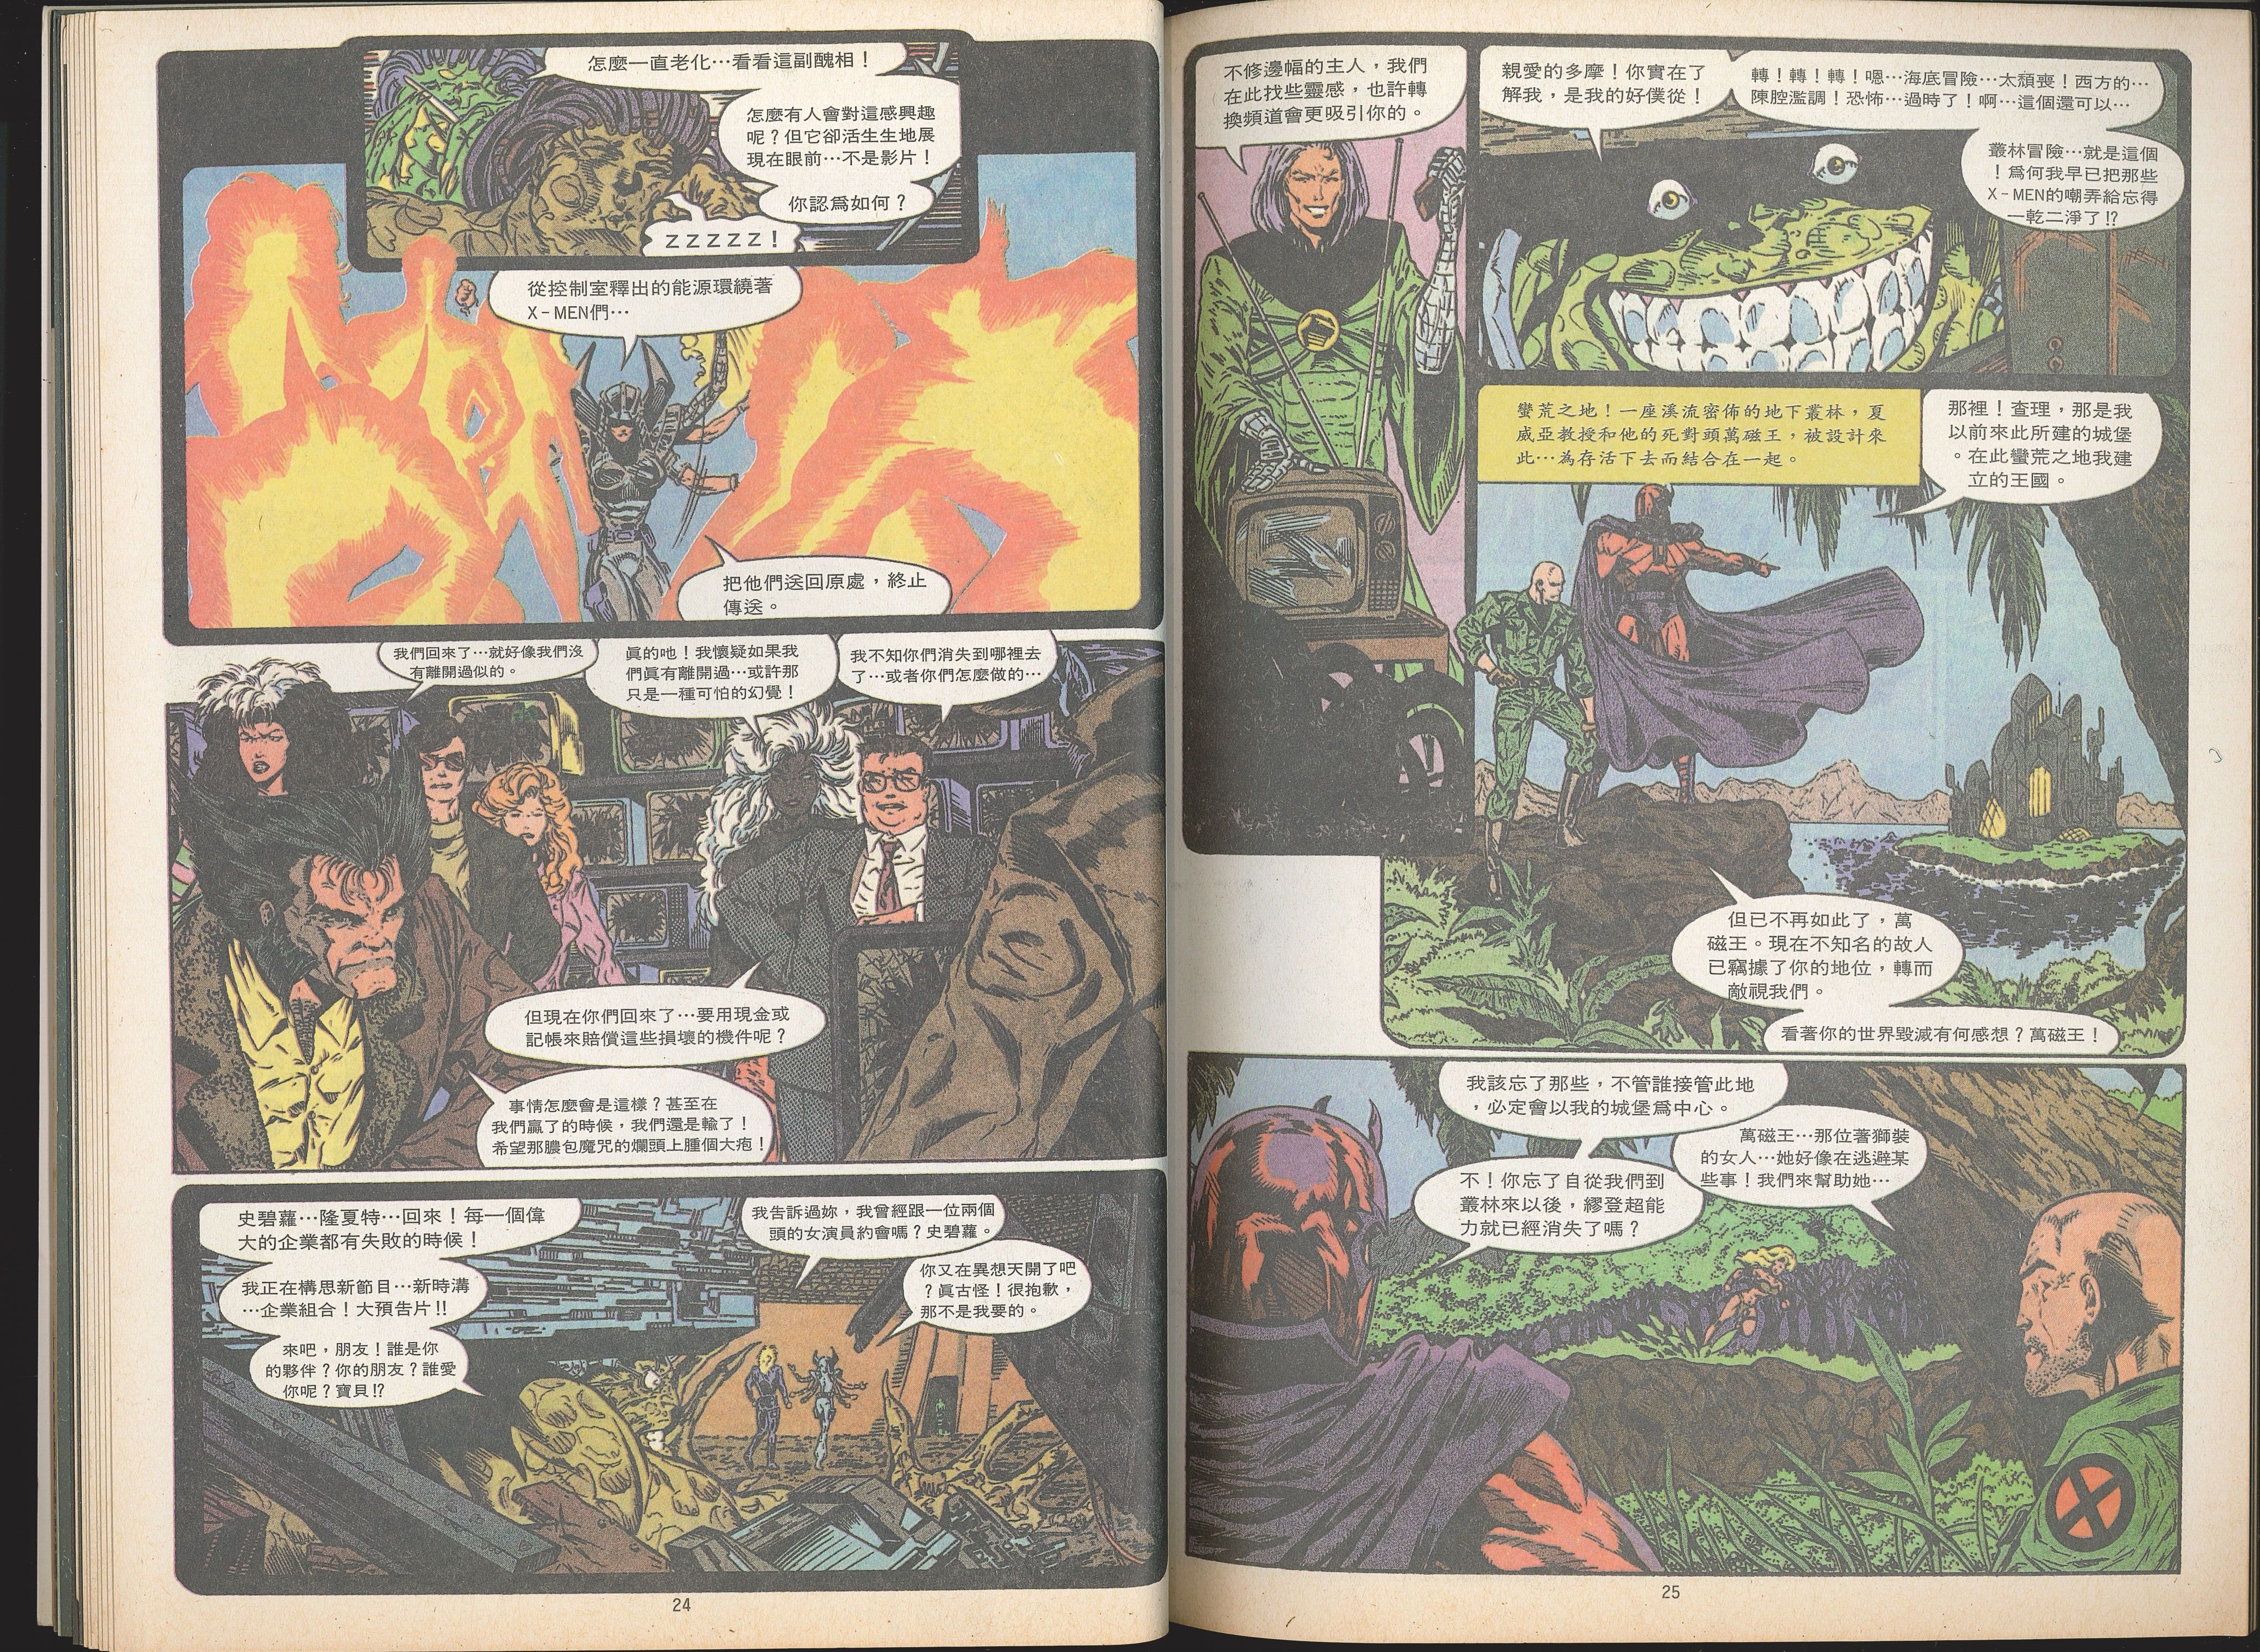 怎麼一直老化…看看這副醜相！
怎麼有人會對這感興趣
呢？但它卻活生生地展
現在眼前…不是影片！
你認爲如何？
ZZZZZ！
從控制室釋出的能源環繞著
X-MEN們…
把他們送回原處，終止
傳送。
我們回來了…就好像我們沒
有離開過似的。
眞的吔！我懷疑如果我
們眞有離開過…或許那
只是一種可怕的幻覺！
我不知你們消失到哪裡去
了…或者你們怎麼做的…
但現在你們回來了…要用現金或
記帳來賠償這些損壞的機件呢？
事情怎麼會是這樣？甚至在
我們贏了的時候，我們還是輸了！
希望那膿包魔咒的爛頭上腫個大疱！
史碧蘿…隆夏特…回來！每一個偉
大的企業都有失敗的時候！
我正在構思新節目…新時溝
…企業組合！大預告片!!
來吧，朋友！誰是你
的夥伴？你的朋友？誰愛
你呢？寶貝!?
我告訴過妳，我曾經跟一位兩個
頭的女演員約會嗎？史碧蘿。
你又在異想天開了吧
？眞古怪！很抱歉，
那不是我要的。
24
不修邊幅的主人，我們
在此找些靈感，也許轉
換頻道會更吸引你的。
親愛的多摩！你實在了
解我，是我的好僕從！
轉！轉！轉！嗯…海底冒險…太頹喪！西方的…
陳腔濫調！恐怖…過時了！啊…這個還可以…
叢林冒險…就是這個
！爲何我早已把那些
X-MEN的嘲弄給忘得
一乾二淨了!?
蠻荒之地！一座溪流密佈的地下叢林，夏
威亞教授和他的死對頭萬磁王，被設計來
此…為存活下去而結合在一起。
那裡！查理，那是我
以前來此所建的城堡
。在此蠻荒之地我建
立的王國。
但已不再如此了，萬
磁王。現在不知名的故人
已竊據了你的地位，轉而
敵視我們。
看著你的世界毀滅有何感想？萬磁王！
我該忘了那些，不管誰接管此地
，必定會以我的城堡爲中心。
不！你忘了自從我們到
叢林來以後，繆登超能
力就已經消失了嗎？
萬磁王…那位著獅裝
的女人…她好像在逃避某
些事！我們來幫助她…
25